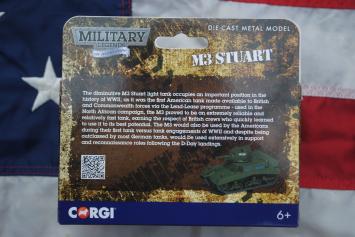 MILITARY
LEGENDS
DIE CAST METAL MODEL
M3 STUART
The diminutive M3 Stuart light tank occupies an important position in the
history of WWII, as it was the first American tank made available to British
and Commonwealth forces via the Lend-Lease programme - used in the
North African campaign, the M3 proved to be an extremely reliable and
relatively fast tank, earning the respect of British crews who quickly learned
to use it to its best potential. The M3 would also be used by the Americans
during their first tank versus tank engagements of WWII and despite being
outclassed by most German tanks, would be used extensively in support
and reconnaissance roles following the D-Day landings.
CORGI
6+